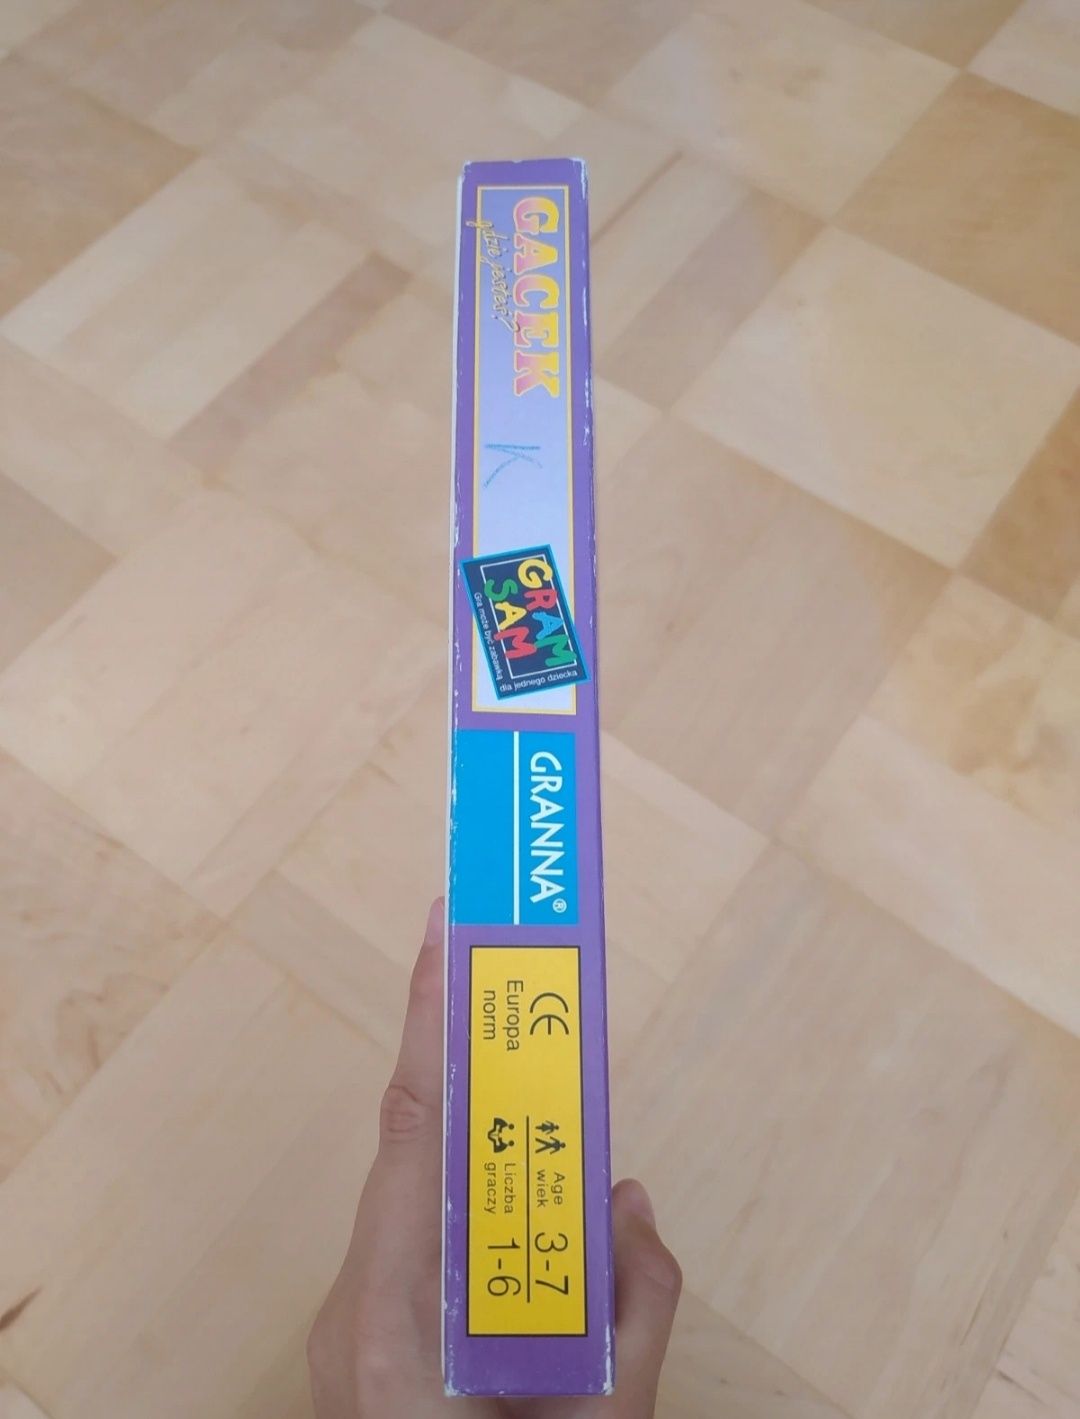 GACEK
gdzie jesteś?
K
GRAM
SAM
Gra może być zabawką
dla jednego dziecka
GRANNA®
CE
Europa
norm
Age
wiek
3-7
Liczba
graczy
1-6